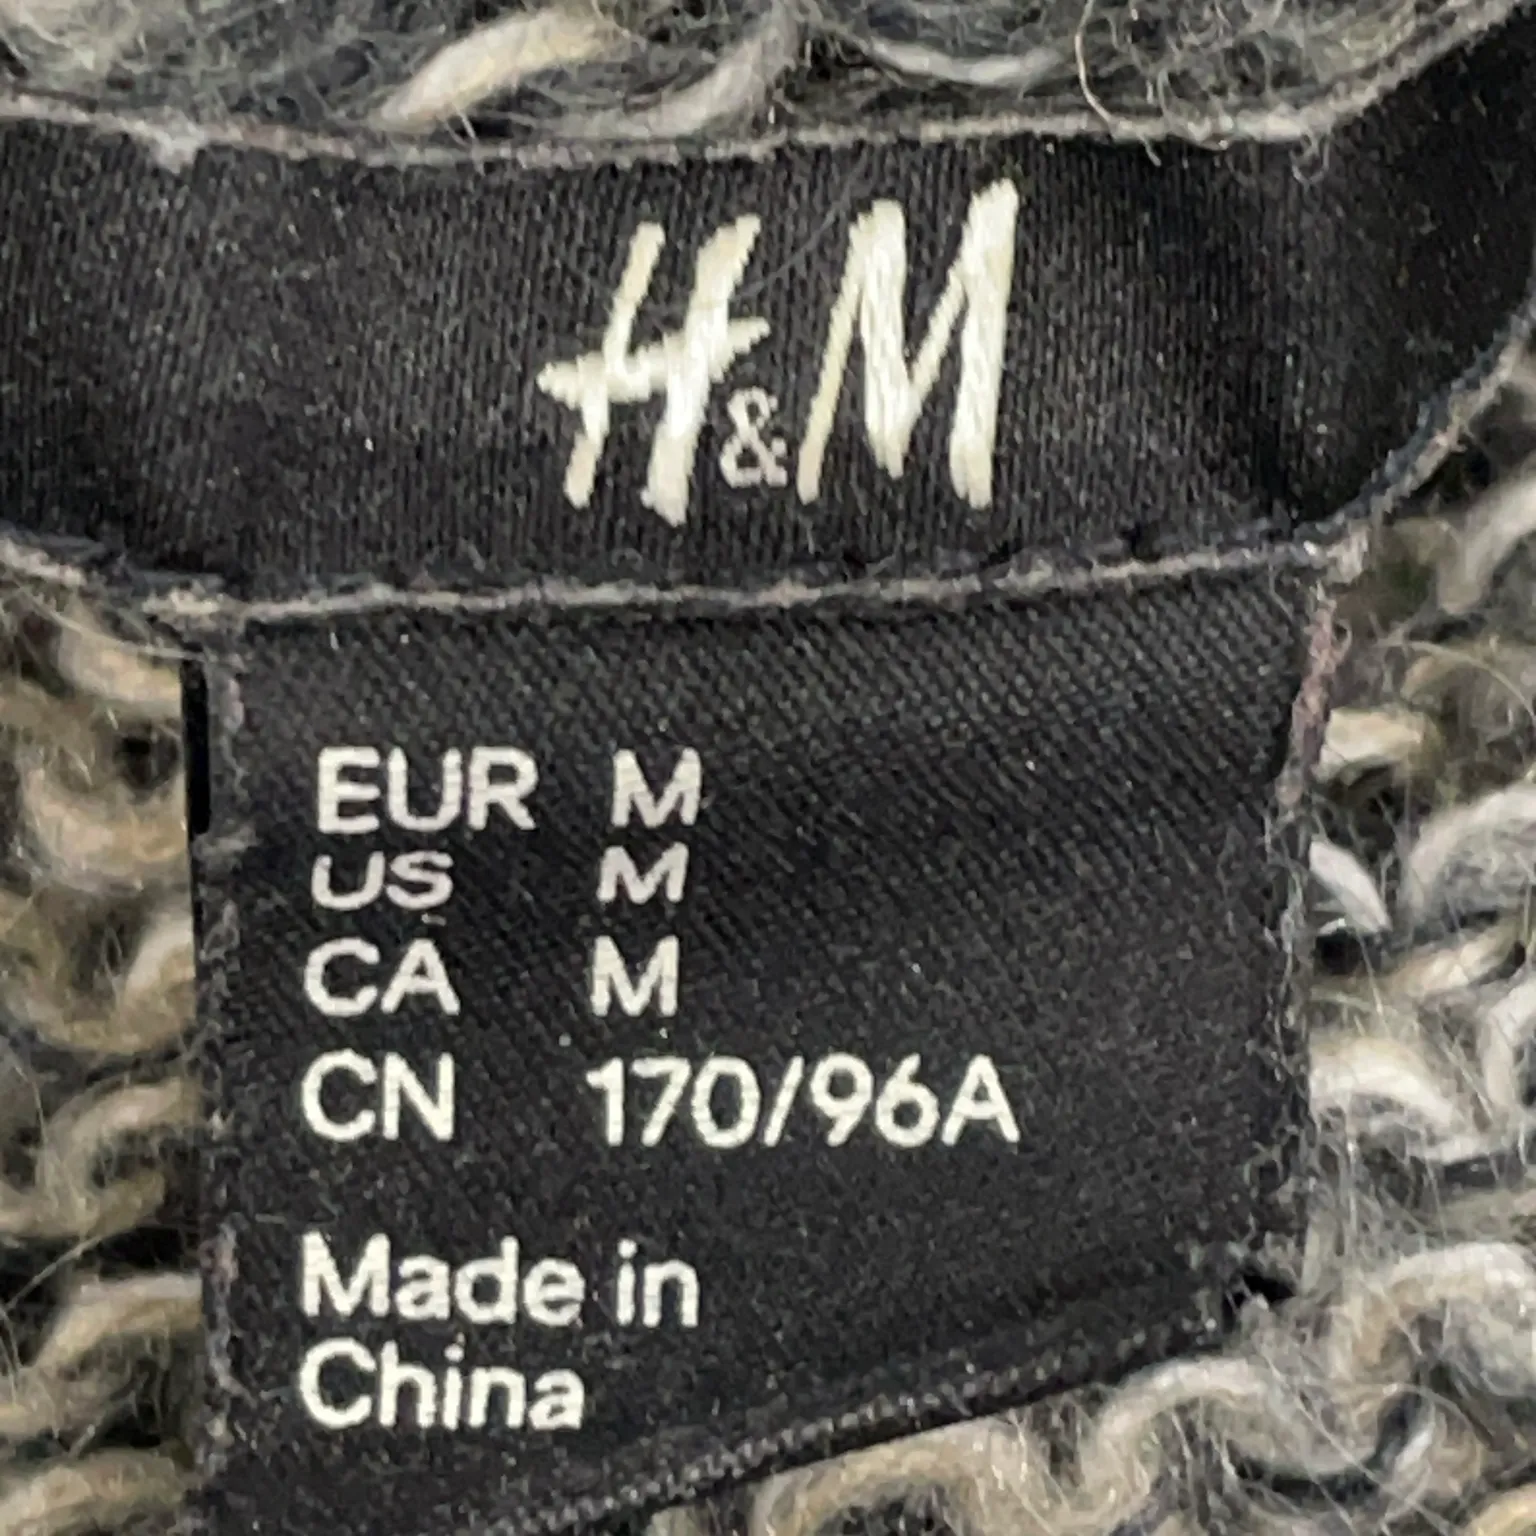 H&M
EUR M
US M
CA M
CN 170/96A
Made in
China